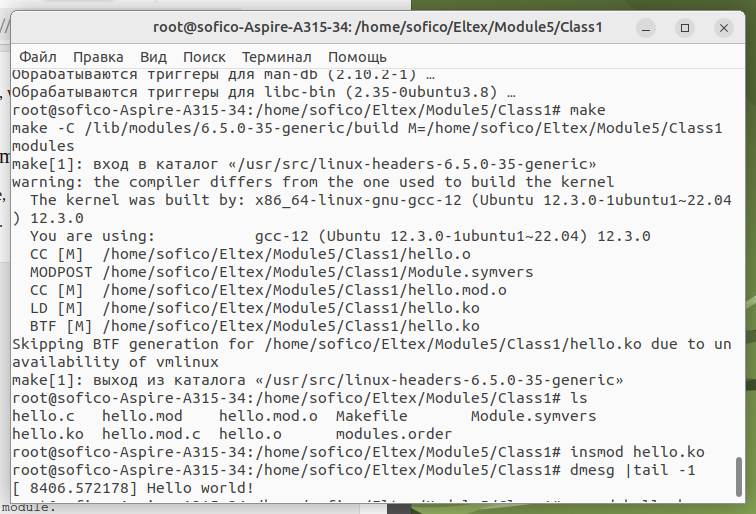 root@sofico-Aspire-A315-34: /home/sofico/Eltex/Module5/Class1
Файл Правка Вид Поиск Терминал Помощь
Обрабатываются триггеры для man-db (2.10.2-1) …
Обрабатываются триггеры для libc-bin (2.35-0ubuntu3.8) …
root@sofico-Aspire-A315-34:/home/sofico/Eltex/Module5/Class1# make
make -C /lib/modules/6.5.0-35-generic/build M=/home/sofico/Eltex/Module5/Class1
modules
make[1]: вход в каталог «/usr/src/linux-headers-6.5.0-35-generic»
warning: the compiler differs from the one used to build the kernel
The kernel was built by: x86_64-linux-gnu-gcc-12 (Ubuntu 12.3.0-1ubuntu1~22.04
) 12.3.0
You are using: gcc-12 (Ubuntu 12.3.0-1ubuntu1~22.04) 12.3.0
CC [M] /home/sofico/Eltex/Module5/Class1/hello.o
MODPOST /home/sofico/Eltex/Module5/Class1/Module.symvers
CC [M] /home/sofico/Eltex/Module5/Class1/hello.mod.o
LD [M] /home/sofico/Eltex/Module5/Class1/hello.ko
BTF [M] /home/sofico/Eltex/Module5/Class1/hello.ko
Skipping BTF generation for /home/sofico/Eltex/Module5/Class1/hello.ko due to un
availability of vmlinux
make[1]: выход из каталога «/usr/src/linux-headers-6.5.0-35-generic»
root@sofico-Aspire-A315-34:/home/sofico/Eltex/Module5/Class1# ls
hello.c hello.mod hello.mod.o Makefile Module.symvers
hello.ko hello.mod.c hello.o modules.order
root@sofico-Aspire-A315-34:/home/sofico/Eltex/Module5/Class1# insmod hello.ko
root@sofico-Aspire-A315-34:/home/sofico/Eltex/Module5/Class1# dmesg |tail -1
[ 8406.572178] Hello world!
module: